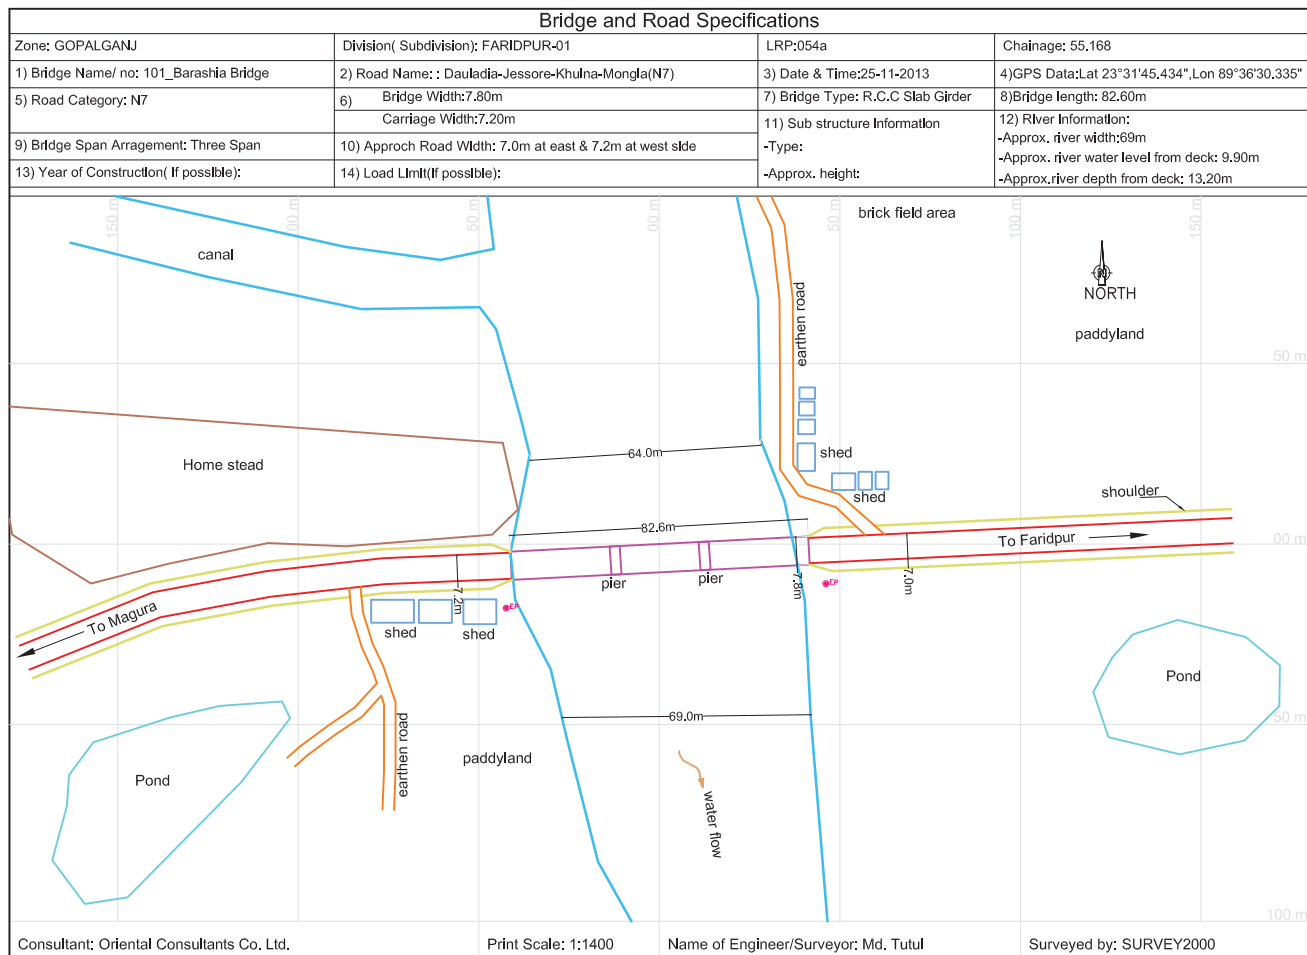 Bridge and Road Specifications
Zone: GOPALGANJ
Division( Subdivision): FARIDPUR-01
LRP:054a
Chainage: 55.168
1) Bridge Name/ no: 101_Barashia Bridge
2) Road Name: : Dauladia-Jessore-Khulna-Mongla(N7)
3) Date & Time:25-11-2013
4)GPS Data:Lat 23°31'45.434",Lon 89°36'30.335"
5) Road Category: N7
6) Bridge Width:7.80m
Carriage Width:7.20m
7) Bridge Type: R.C.C Slab Girder
8)Bridge length: 82.60m
9) Bridge Span Arragement: Three Span
10) Approch Road Width: 7.0m at east & 7.2m at west side
11) Sub structure Information
-Type:
-Approx. height:
12) River Information:
-Approx. river width:69m
-Approx. river water level from deck: 9.90m
-Approx.river depth from deck: 13.20m
13) Year of Construction( If possible):
14) Load Limit(If possible):
150 m
00 m
50 m
00 m
50 m
100 m
150 m
brick field area
canal
NORTH
paddyland
earthen road
50 m
Home stead
64.0m
shed
shed
shoulder
82.6m
To Faridpur
00 m
pier
pier
7.8m
7.0m
7.2m
EP
EP
To Magura
shed
shed
Pond
69.0m
50 m
earthen road
paddyland
Pond
water flow
100 m
Consultant: Oriental Consultants Co. Ltd.
Print Scale: 1:1400
Name of Engineer/Surveyor: Md. Tutul
Surveyed by: SURVEY2000